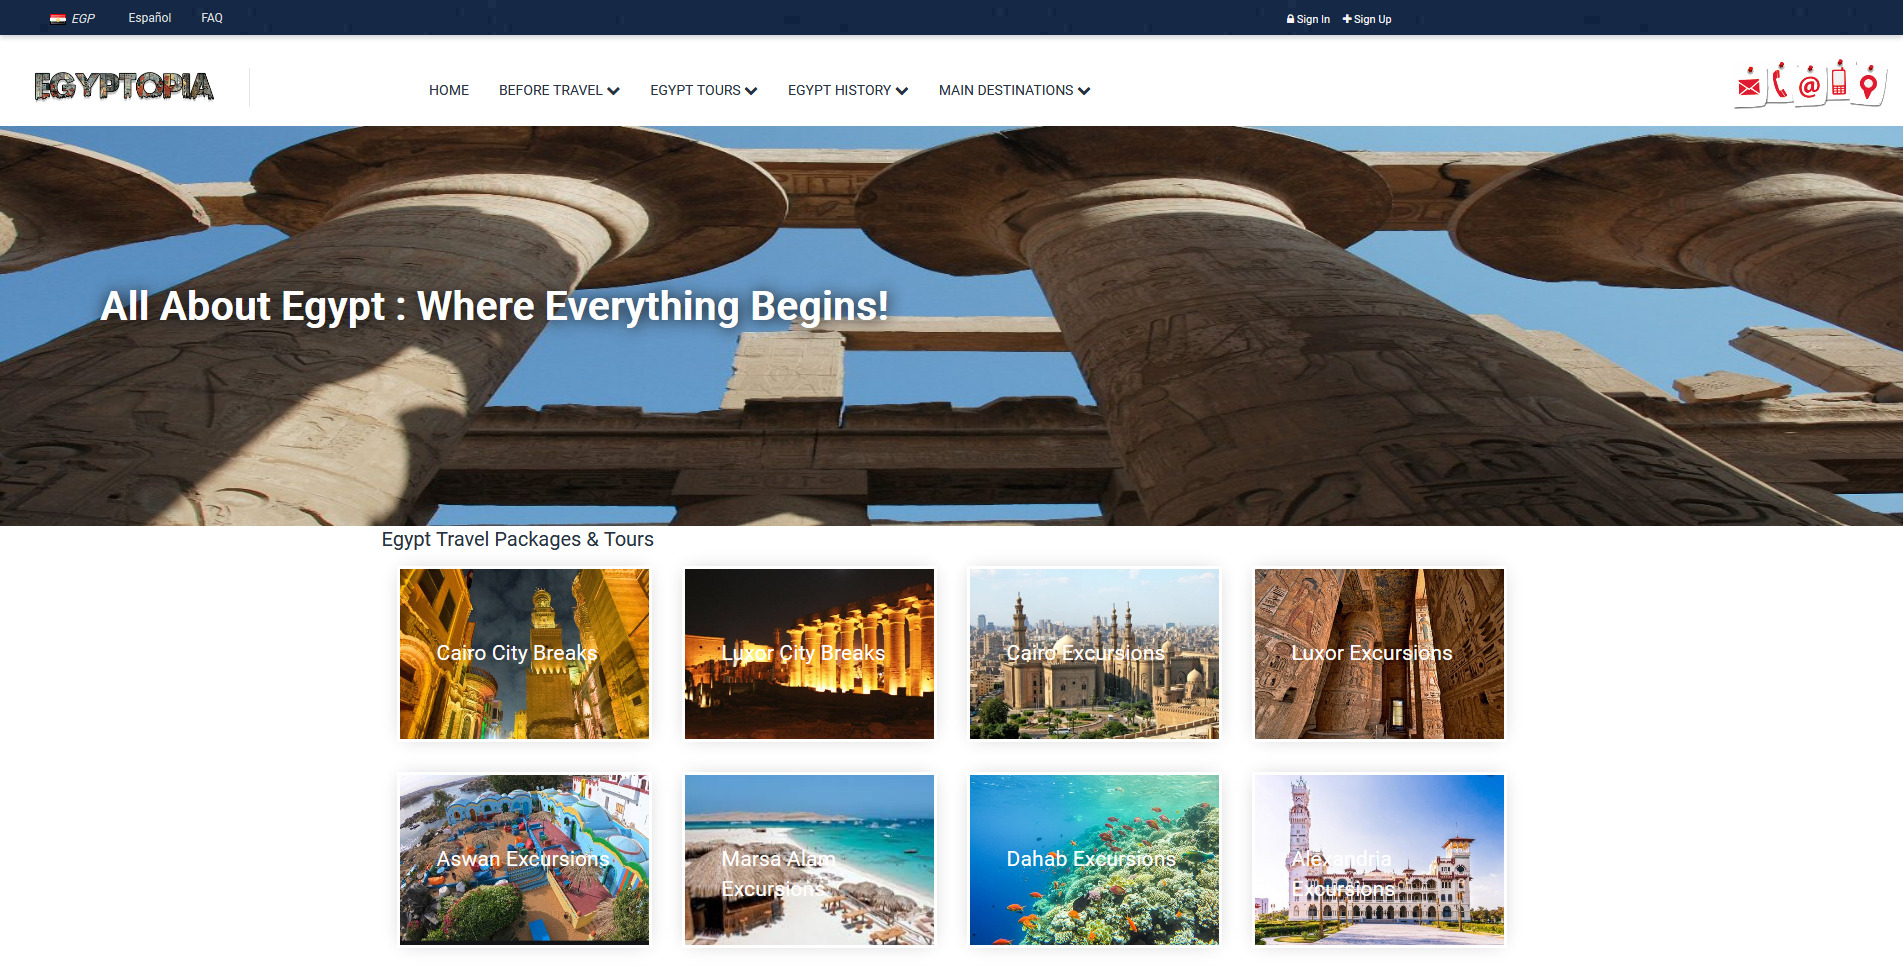 EGP Español FAQ Sign In Sign Up
EGYPTOPIA
HOME BEFORE TRAVEL EGYPT TOURS EGYPT HISTORY MAIN DESTINATIONS
@
All About Egypt : Where Everything Begins!
Egypt Travel Packages & Tours
Cairo City Breaks
Luxor City Breaks
Cairo Excursions
Luxor Excursions
Aswan Excursions
Marsa Alam
Excursions
Dahab Excursions
Alexandria
Excursions